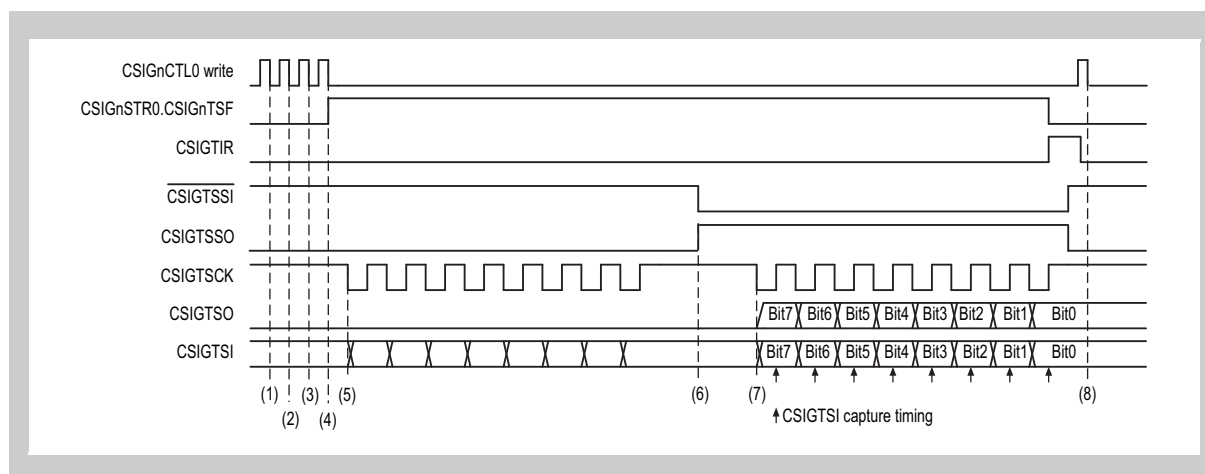 CSIGnCTL0 write
CSIGnSTR0.CSIGnTSF
CSIGTIR
CSIGTSSI
CSIGTSSO
CSIGTSCK
CSIGTSO
Bit7 Bit6 Bit5 Bit4 Bit3 Bit2 Bit1 Bit0
CSIGTSI
Bit7 Bit6 Bit5 Bit4 Bit3 Bit2 Bit1 Bit0
(1) (3) (5) (6) (7) (8)
(2) (4) CSIGTSI capture timing